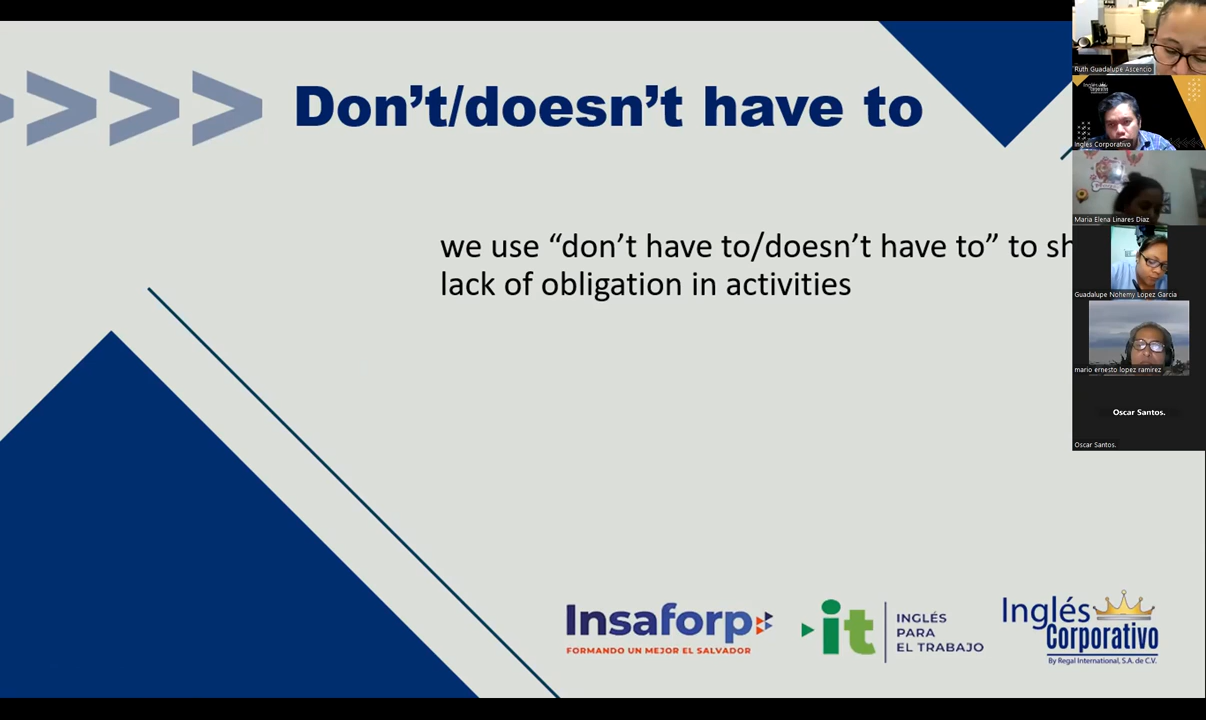 Don't/doesn't have to
we use “don't have to/doesn't have to” to sh
lack of obligation in activities
Insaforp
FORMANDO UN MEJOR EL SALVADOR
it
INGLÉS
PARA
EL TRABAJO
Inglés
Corporativo
By Regal International, S.A. de C.V.
Ruth Guadalupe Ascencio
Inglés Corporativo
Maria Elena Linares Diaz
Guadalupe Nohemy Lopez Garcia
mario ernesto lopez ramirez
Oscar Santos.
Oscar Santos.